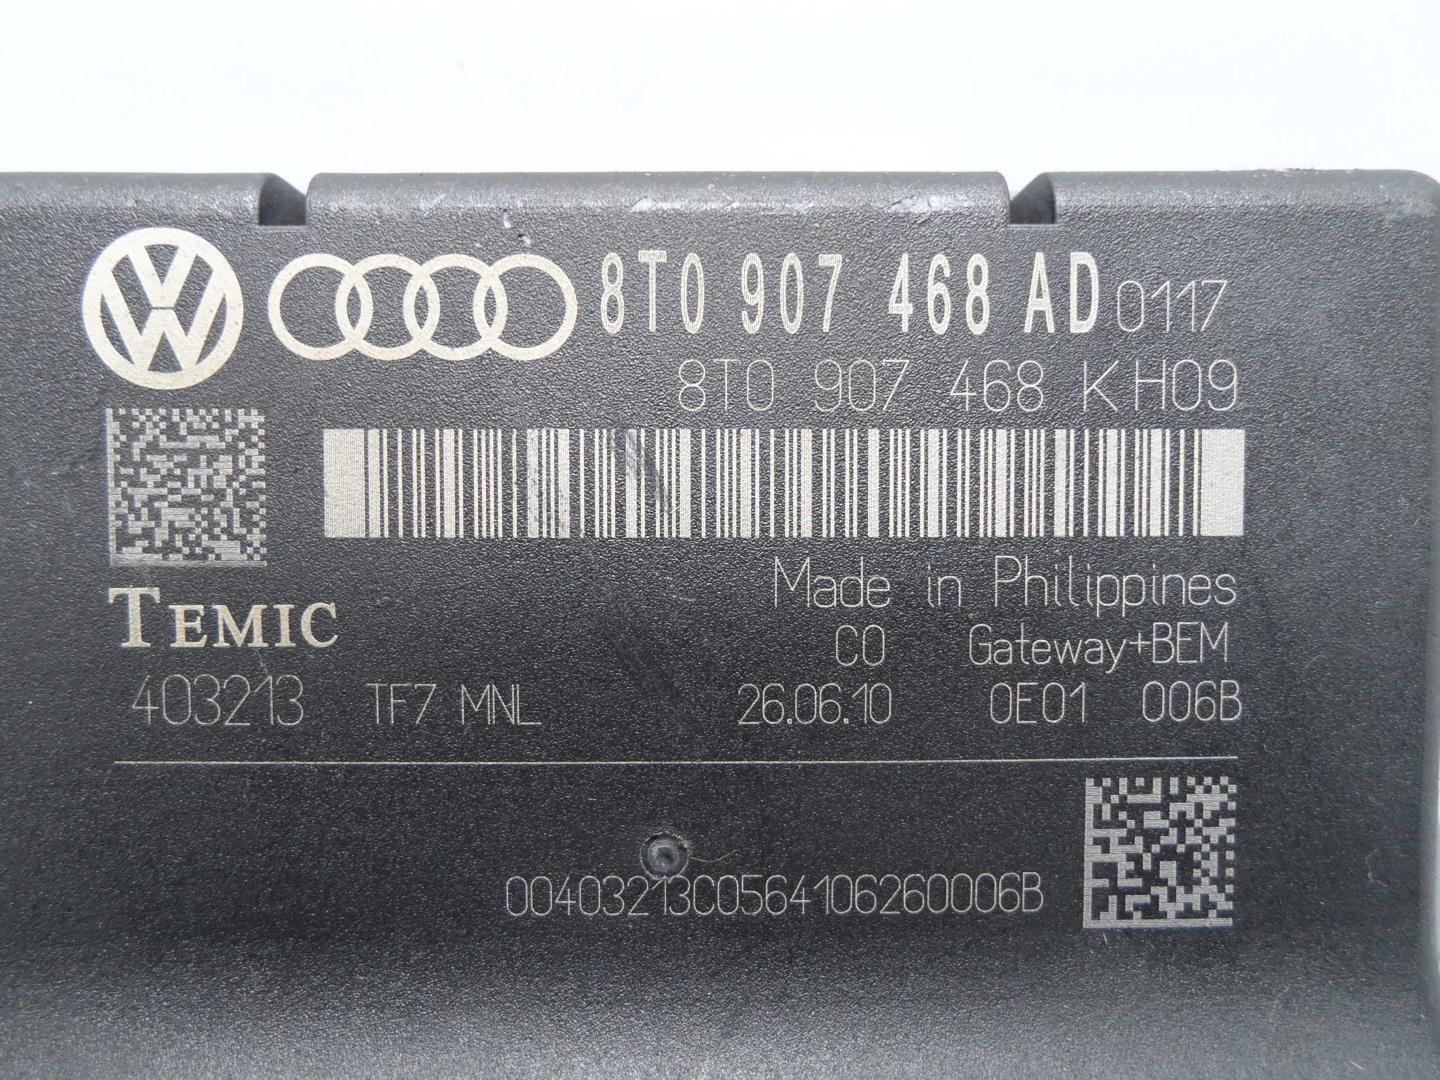 8T0 907 468 AD 0117
8T0 907 468 K H09
TEMIC
Made in Philippines
C0 Gateway+BEM
403213 TF7 MNL 26.06.10 0E01 006B
00403213C0564106260006B